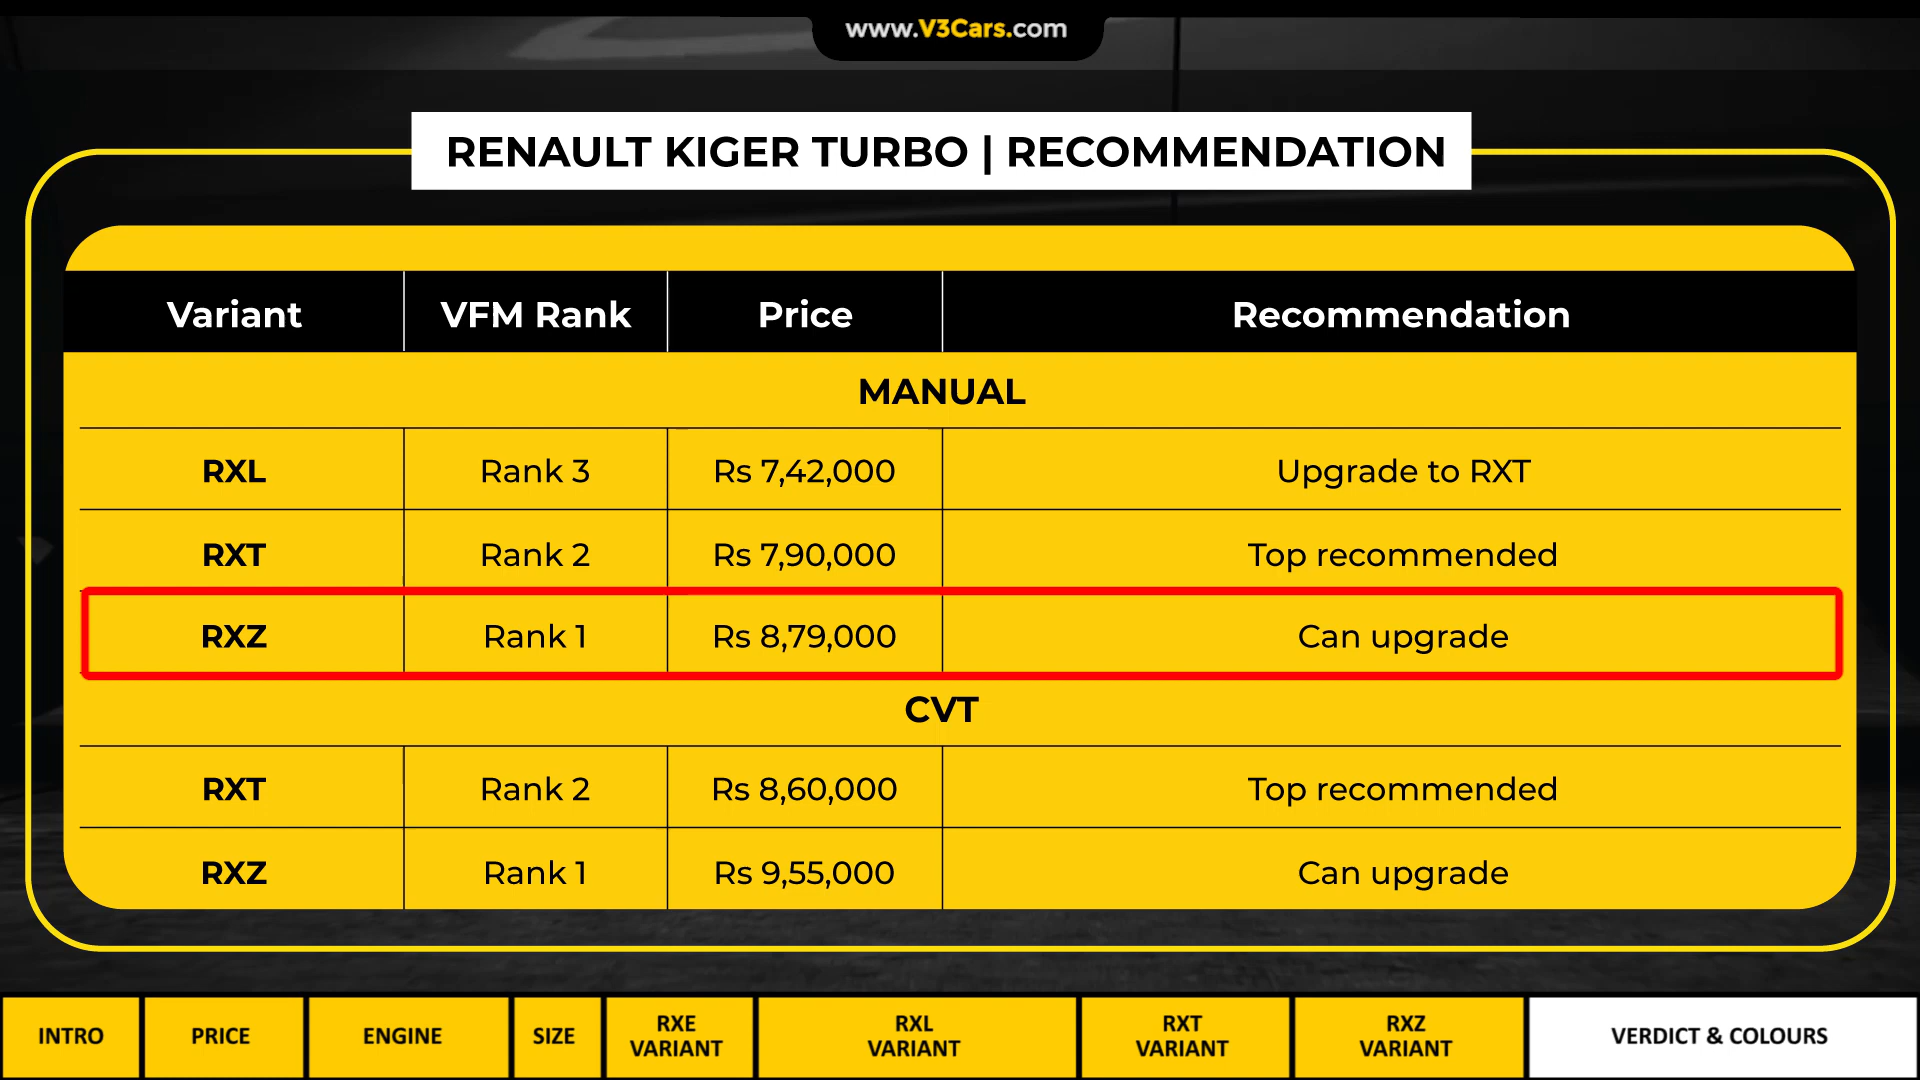 www.V3Cars.com
RENAULT KIGER TURBO | RECOMMENDATION
Variant VFM Rank Price Recommendation
MANUAL
RXL Rank 3 Rs 7,42,000 Upgrade to RXT
RXT Rank 2 Rs 7,90,000 Top recommended
RXZ Rank 1 Rs 8,79,000 Can upgrade
CVT
RXT Rank 2 Rs 8,60,000 Top recommended
RXZ Rank 1 Rs 9,55,000 Can upgrade
INTRO PRICE ENGINE SIZE RXE VARIANT RXL VARIANT RXT VARIANT RXZ VARIANT VERDICT & COLOURS